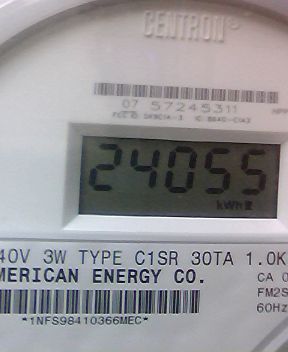 CENTRON®
07 57245311
24055
kWh
40V 3W TYPE C1SR 30TA 1.0K
MERICAN ENERGY CO.
CA 0
FM2S
60Hz
*1NFS98410366MEC*